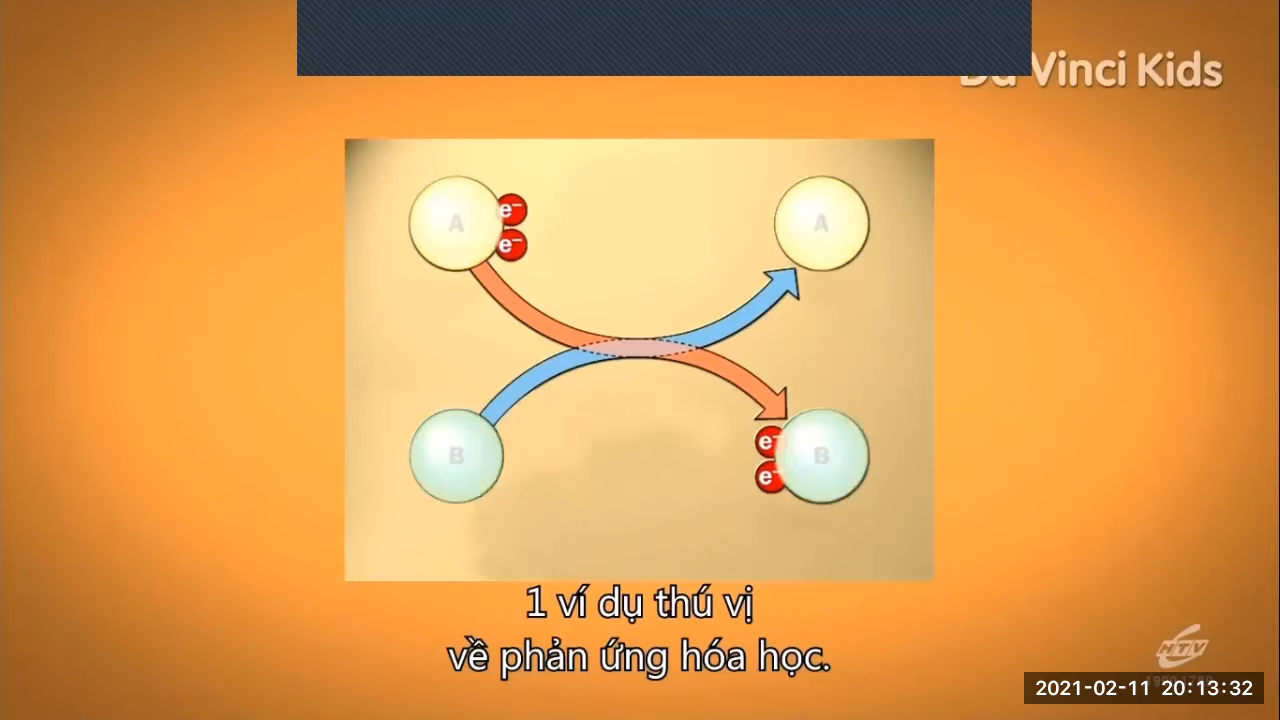 Da Vinci Kids
A
e⁻
e⁻
A
B
e⁻
e⁻
B
1 ví dụ thú vị
về phản ứng hóa học.
HTV
2021-02-11 20:13:32